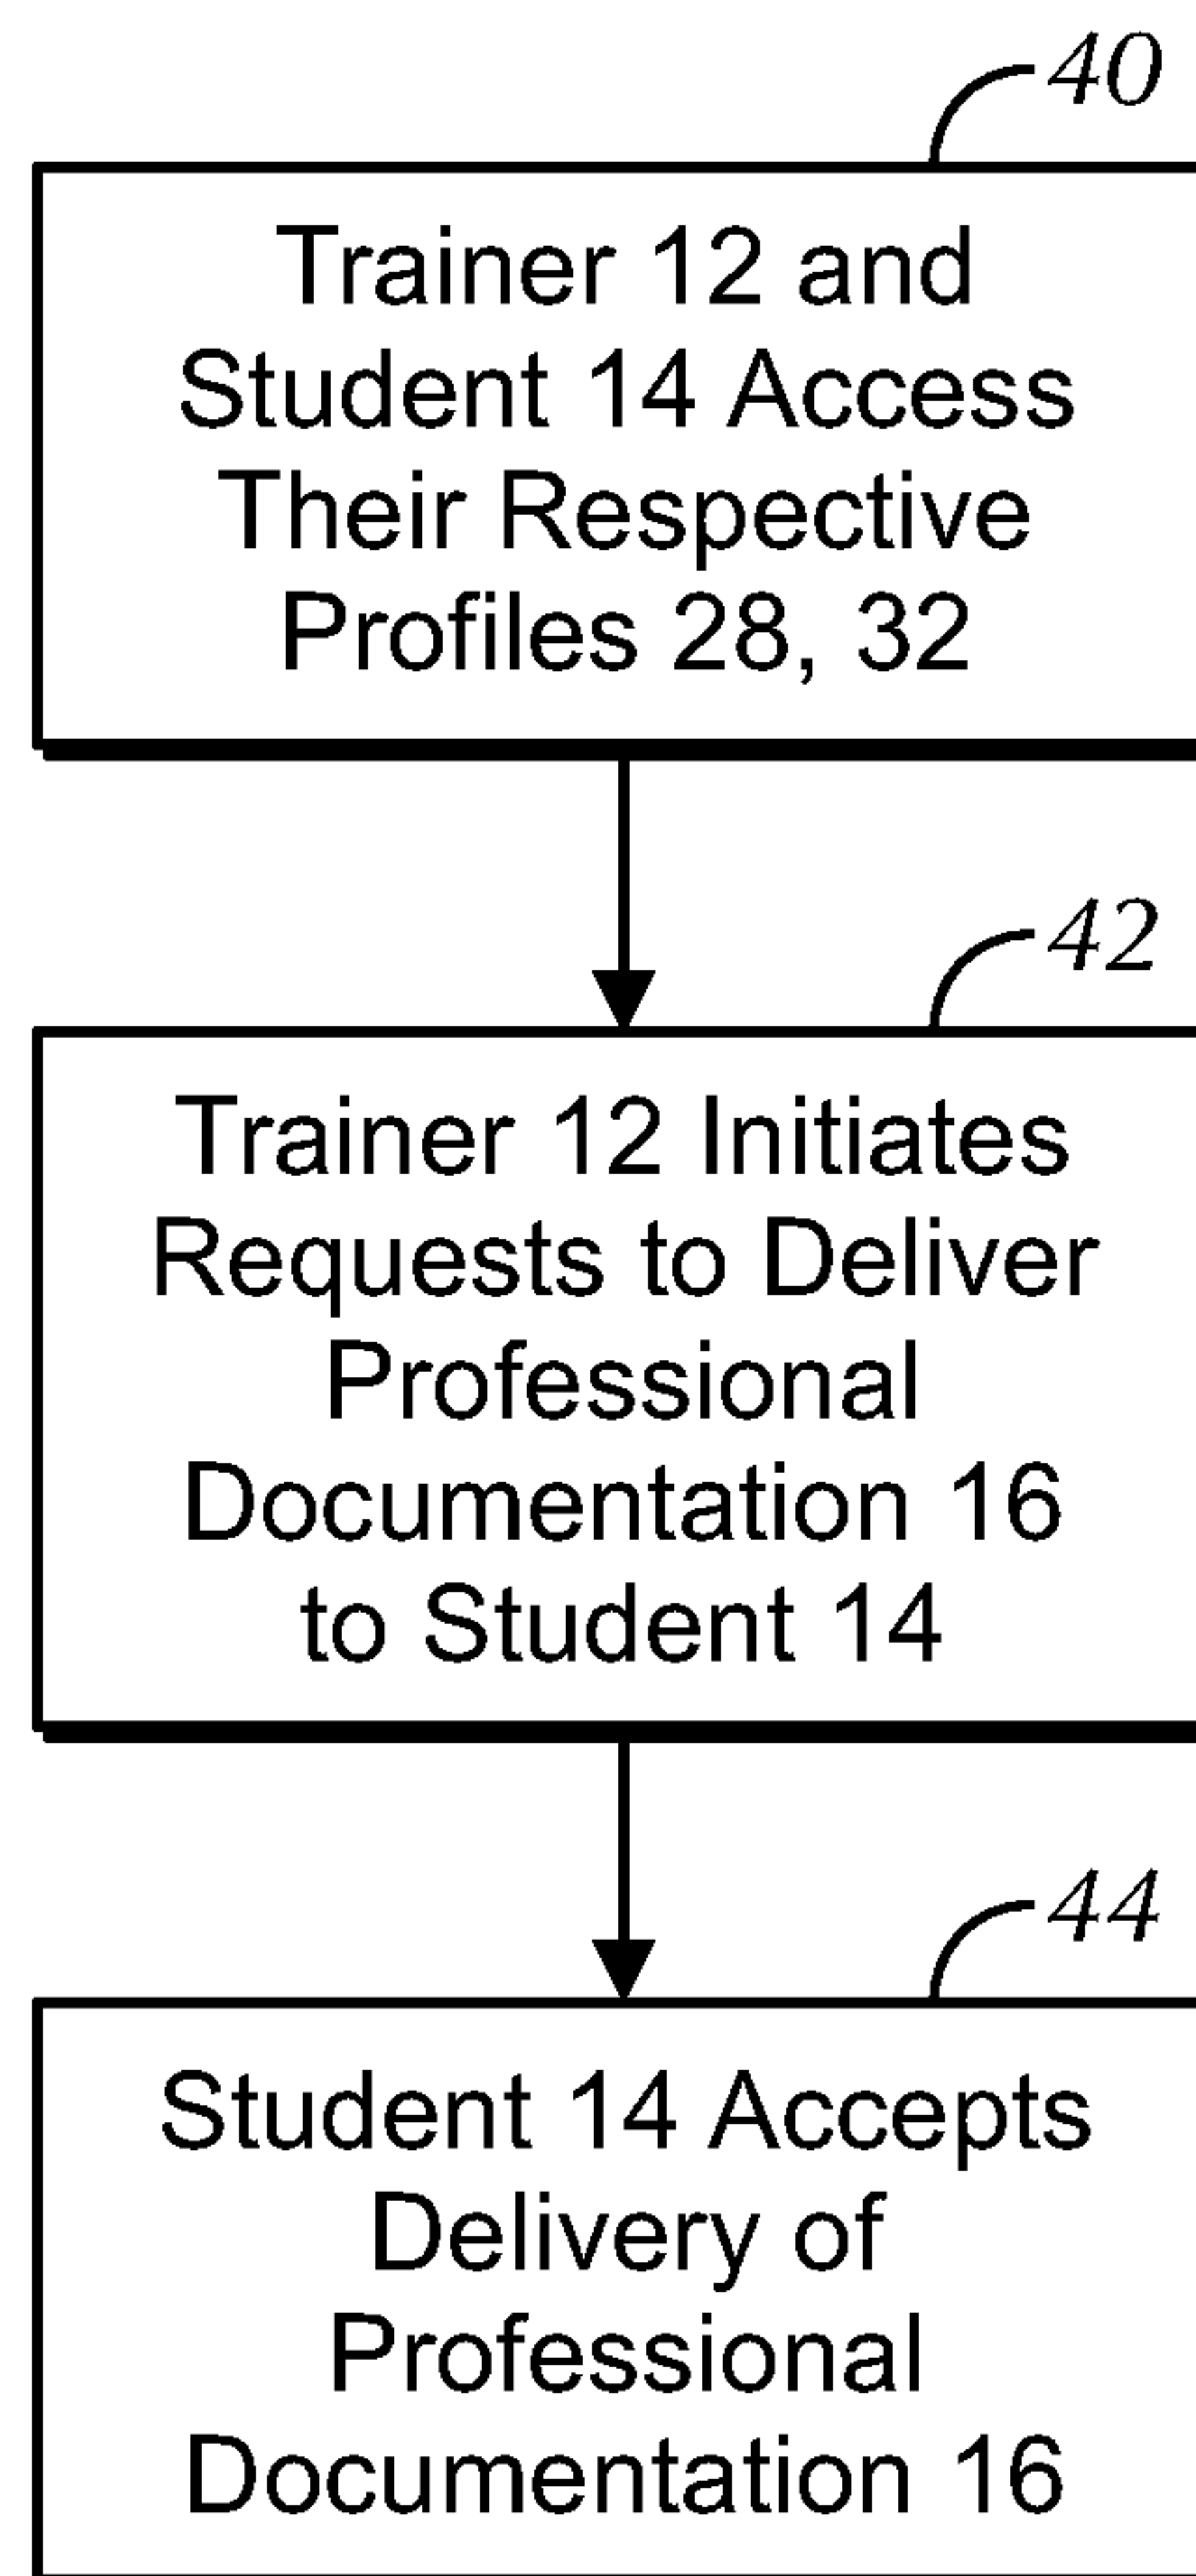 40
Trainer 12 and
Student 14 Access
Their Respective
Profiles 28, 32
42
Trainer 12 Initiates
Requests to Deliver
Professional
Documentation 16
to Student 14
44
Student 14 Accepts
Delivery of
Professional
Documentation 16